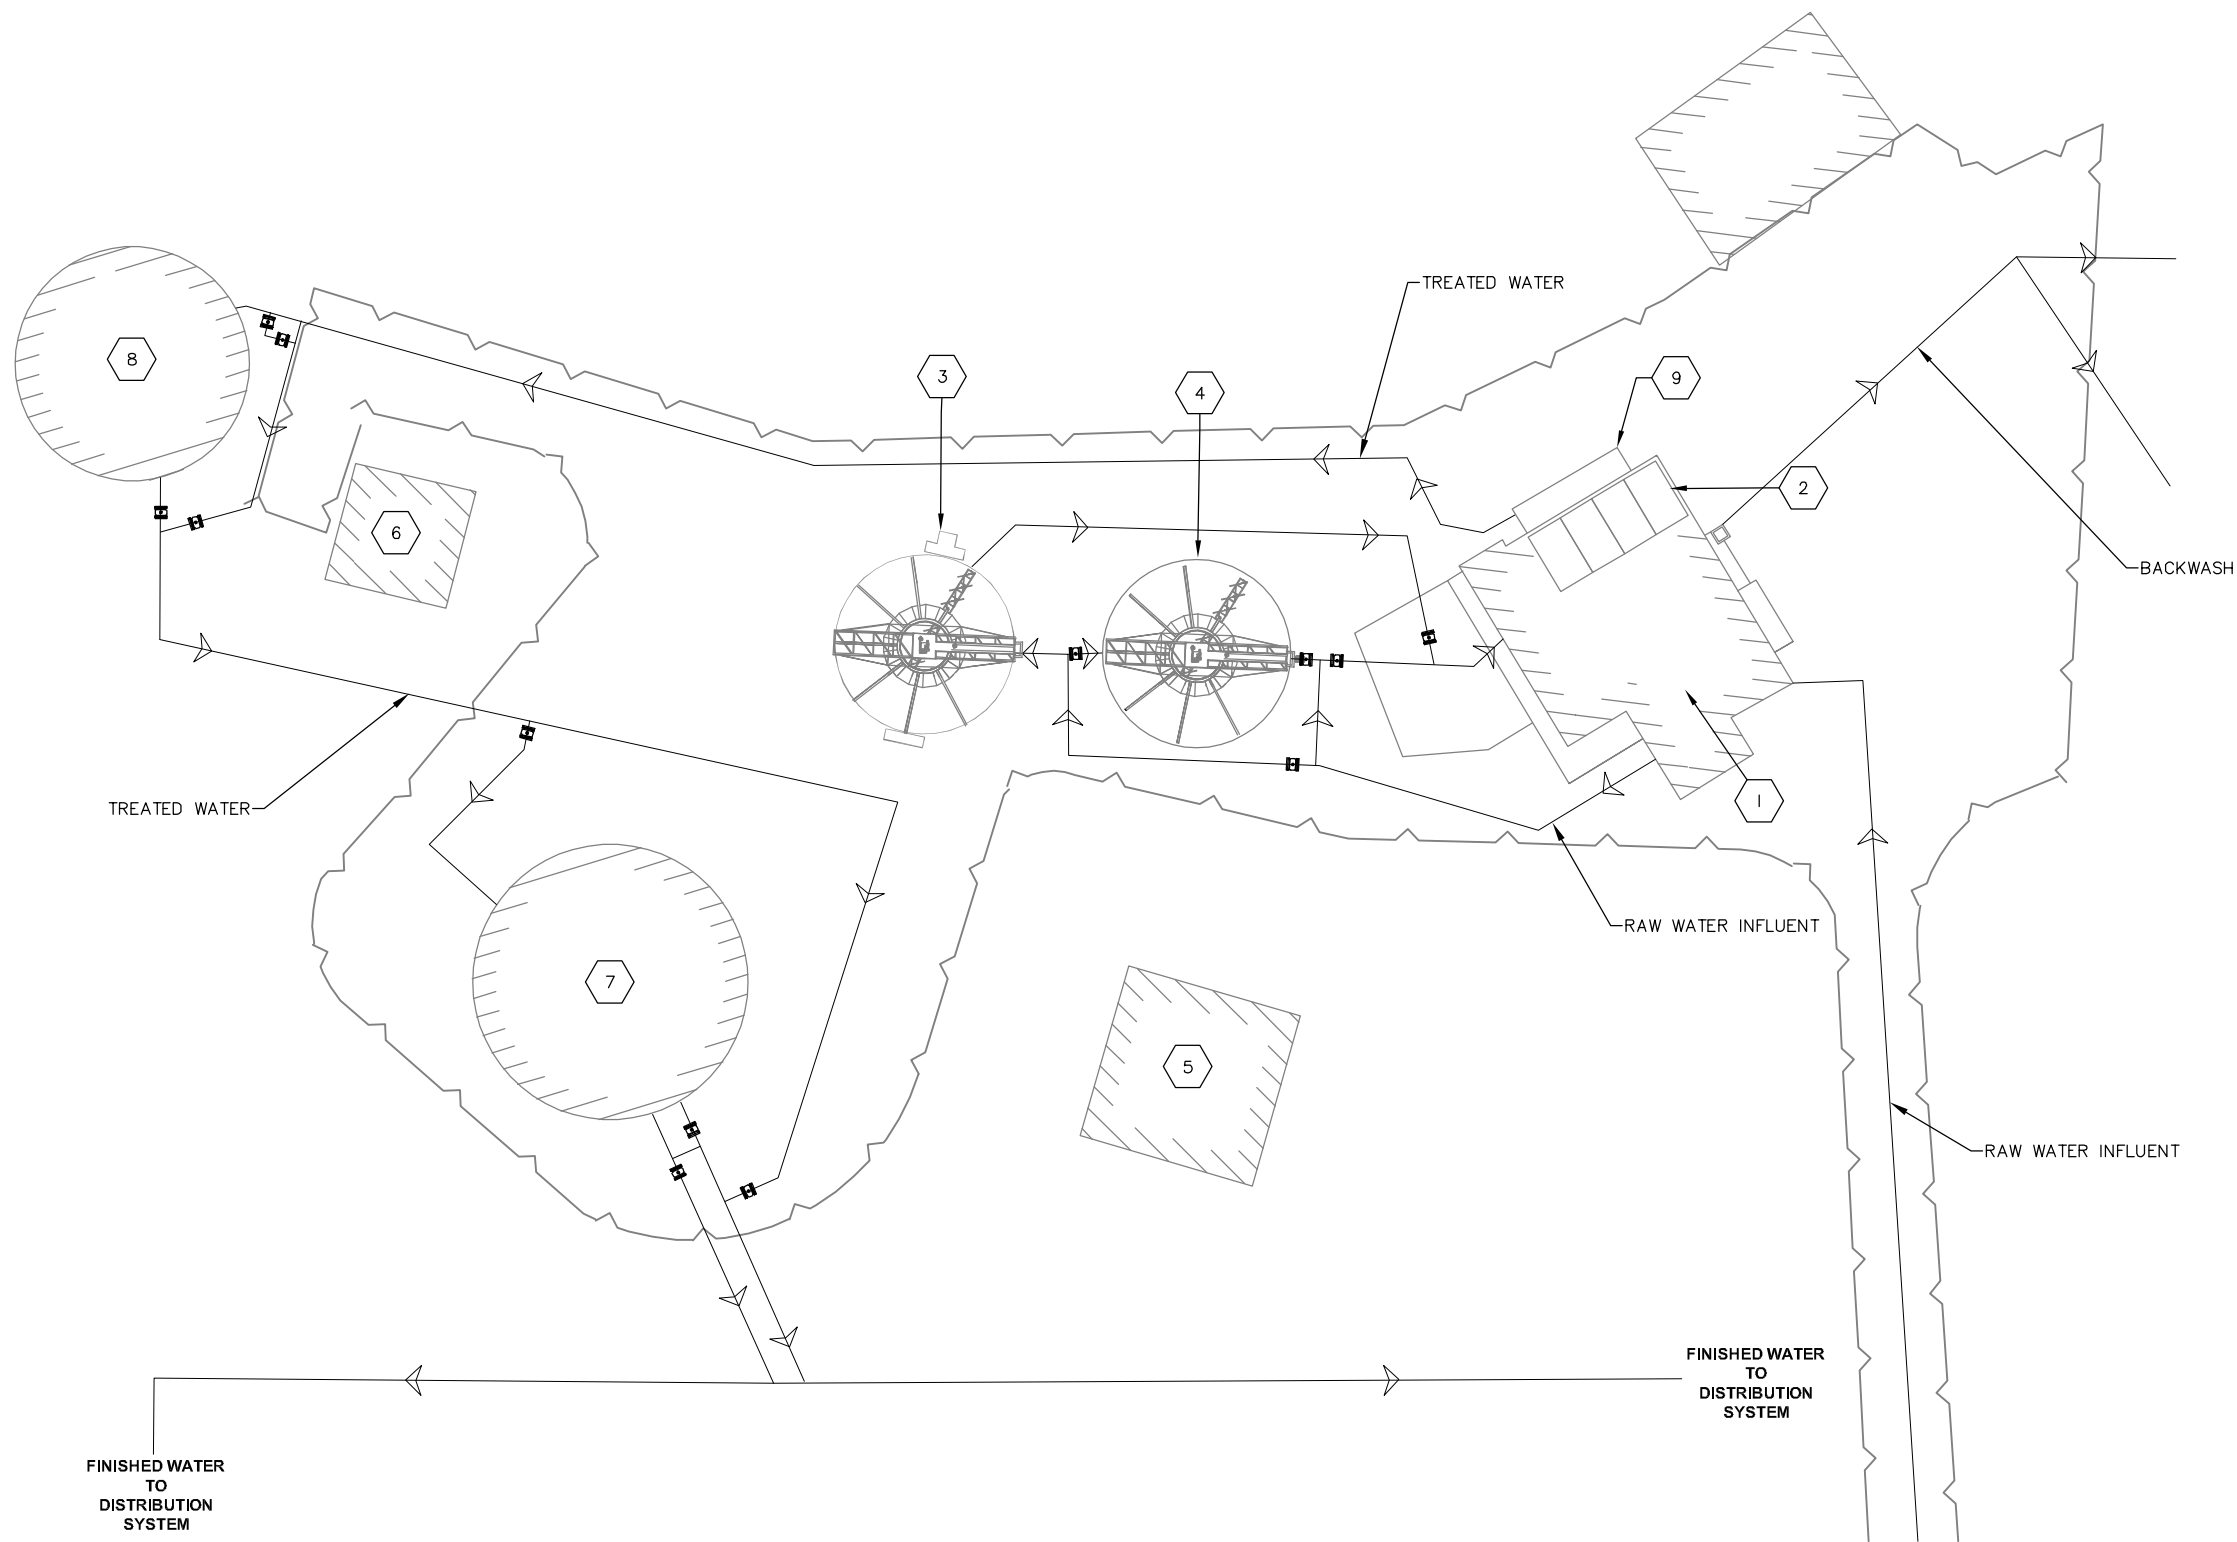 TREATED WATER
8
3
9
4
2
6
BACKWASH
1
TREATED WATER
RAW WATER INFLUENT
7
5
RAW WATER INFLUENT
FINISHED WATER
TO
DISTRIBUTION
SYSTEM
FINISHED WATER
TO
DISTRIBUTION
SYSTEM